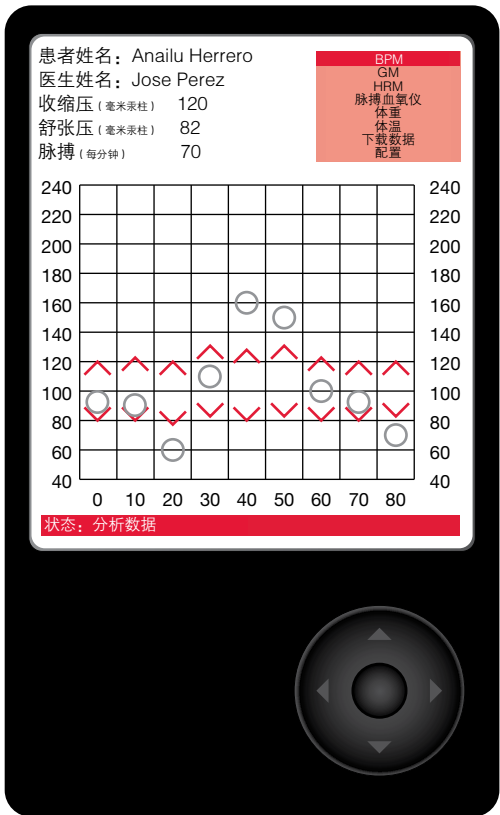 患者姓名：Anailu Herrero
医生姓名：Jose Perez
收缩压（毫米汞柱） 120
舒张压（毫米汞柱） 82
脉搏（每分钟） 70
BPM
GM
HRM
脉搏血氧仪
体重
体温
下载数据
配置
240 240
220 220
200 200
180 180
160 160
140 140
120 120
100 100
80 80
60 60
40 40
0 10 20 30 40 50 60 70 80
状态：分析数据